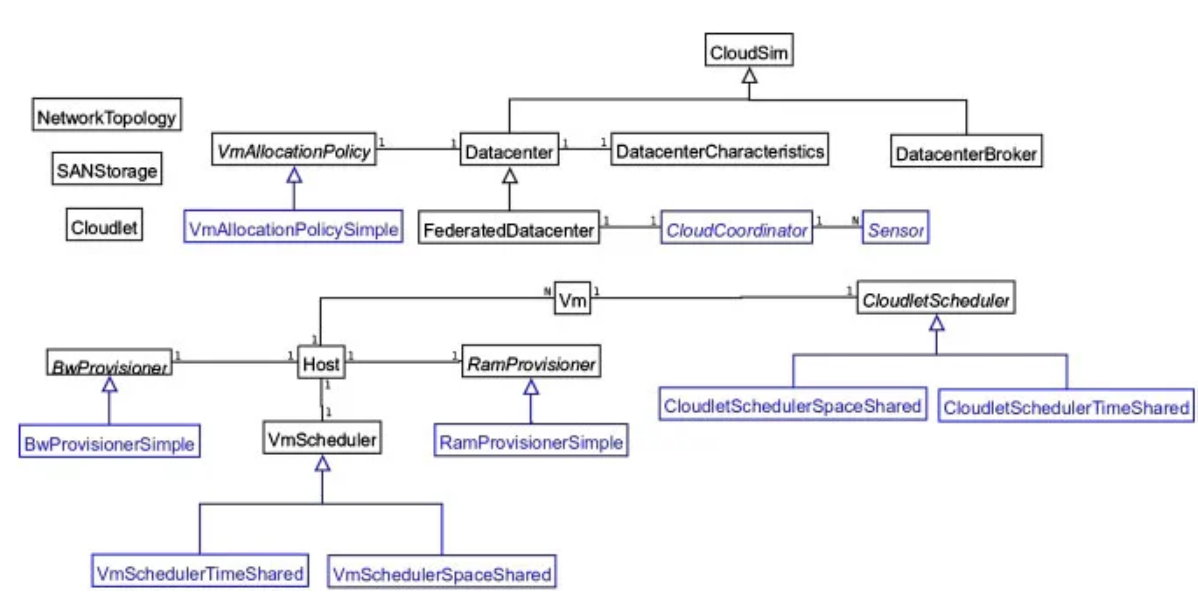 CloudSim
NetworkTopology
VmAllocationPolicy 1 1 Datacenter 1 1 DatacenterCharacteristics
DatacenterBroker
SANStorage
Cloudlet
VmAllocationPolicySimple
FederatedDatacenter 1 1 CloudCoordinator 1 N Sensor
N Vm 1 1 CloudletScheduler
1
BwProvisioner 1 1 Host 1 1 RamProvisioner
1
1
CloudletSchedulerSpaceShared
CloudletSchedulerTimeShared
BwProvisionerSimple
VmScheduler
RamProvisionerSimple
VmSchedulerTimeShared
VmSchedulerSpaceShared